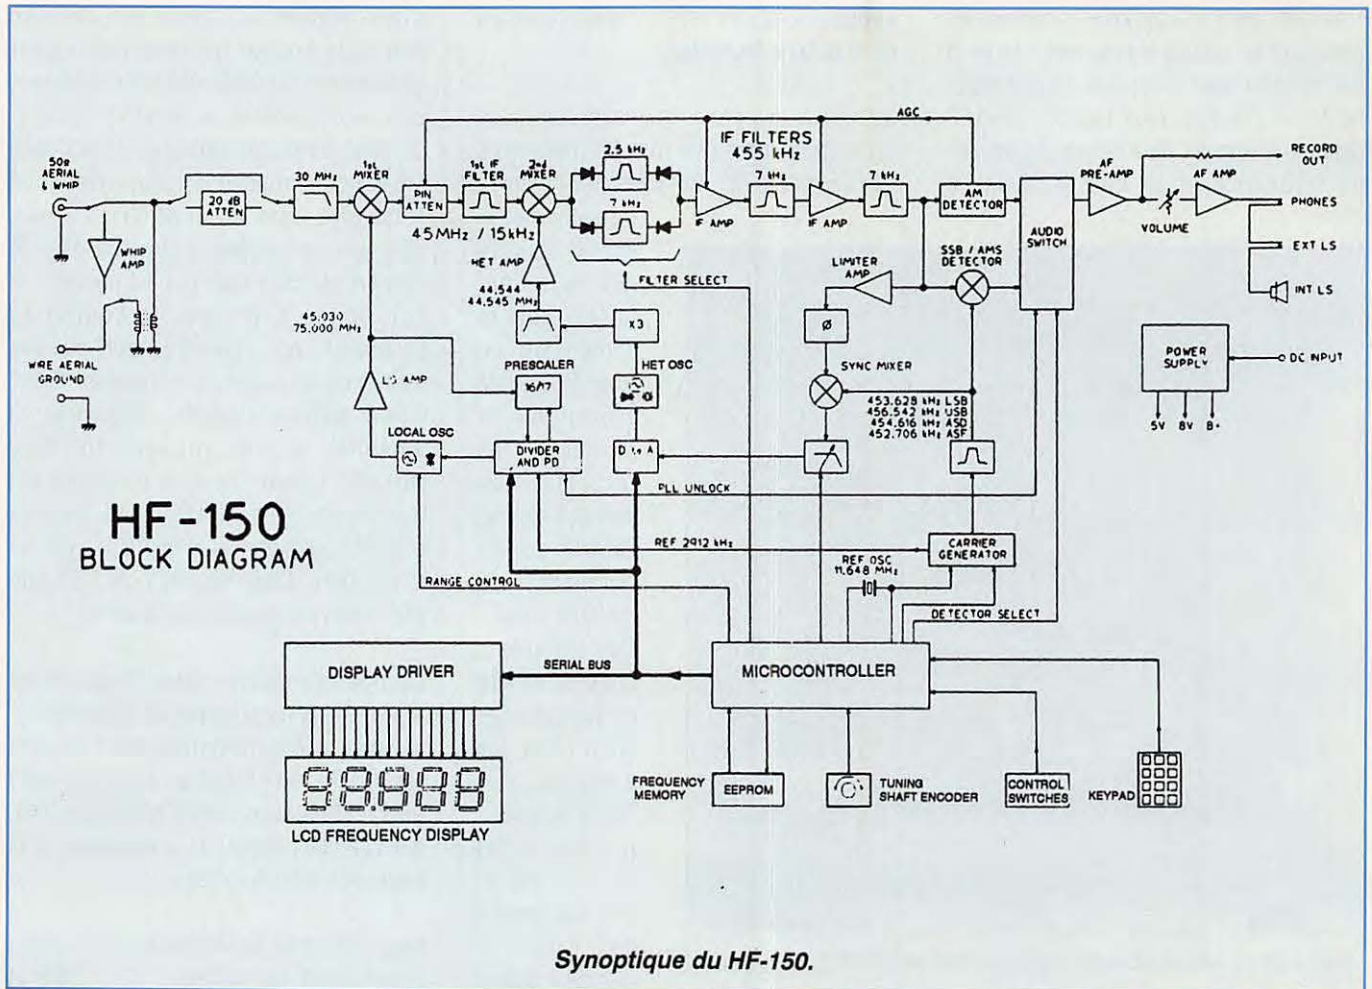 AGC
IF FILTERS
455 kHz
50Ω
AERIAL
& WHIP
20 dB
ATTEN
30 MHz
1st
MIXER
PIN
ATTEN
1st IF
FILTER
2nd
MIXER
45 MHz / 15 kHz
2.5 kHz
7 kHz
IF AMP
7 kHz
IF AMP
7 kHz
AM
DETECTOR
AUDIO
SWITCH
AF
PRE-AMP
VOLUME
AF AMP
RECORD
OUT
PHONES
EXT LS
INT LS
WHIP
AMP
WIRE AERIAL
GROUND
HET AMP
44.544
44.545 MHz
FILTER SELECT
LIMITER
AMP
SSB / AMS
DETECTOR
45.030
75.000 MHz
X3
Ø
PRESCALER
16/17
HET OSC
SYNC MIXER
453.628 kHz LSB
456.542 kHz USB
454.616 kHz ASD
452.706 kHz ASF
POWER
SUPPLY
DC INPUT
5V
8V
B+
LO AMP
LOCAL OSC
DIVIDER
AND PD
D to A
PLL UNLOCK
HF-150
BLOCK DIAGRAM
REF 2912 kHz
CARRIER
GENERATOR
REF OSC
11.648 MHz
RANGE CONTROL
DETECTOR SELECT
DISPLAY DRIVER
SERIAL BUS
MICROCONTROLLER
88.888
LCD FREQUENCY DISPLAY
FREQUENCY
MEMORY
EEPROM
TUNING
SHAFT ENCODER
CONTROL
SWITCHES
KEYPAD
Synoptique du HF-150.